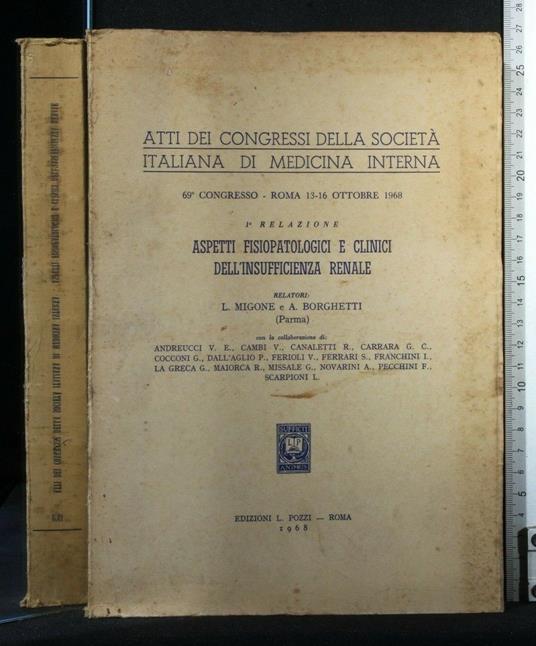 ATTI DEI CONGRESSI DELLA SOCIETÀ
ITALIANA DI MEDICINA INTERNA
69° CONGRESSO - ROMA 13-16 OTTOBRE 1968
1ª RELAZIONE
ASPETTI FISIOPATOLOGICI E CLINICI
DELL'INSUFFICIENZA RENALE
RELATORI:
L. MIGONE e A. BORGHETTI
(Parma)
con la collaborazione di:
ANDREUCCI V. E., CAMBI V., CANALETTI R., CARRARA G. C.,
COCCONI G., DALL'AGLIO P., FERIOLI V., FERRARI S., FRANCHINI I.,
LA GRECA G., MAIORCA R., MISSALE G., NOVARINI A., PECCHINI F.,
SCARPIONI L.
SUFFICIT
L P
ANIMUS
EDIZIONI L. POZZI — ROMA
1968